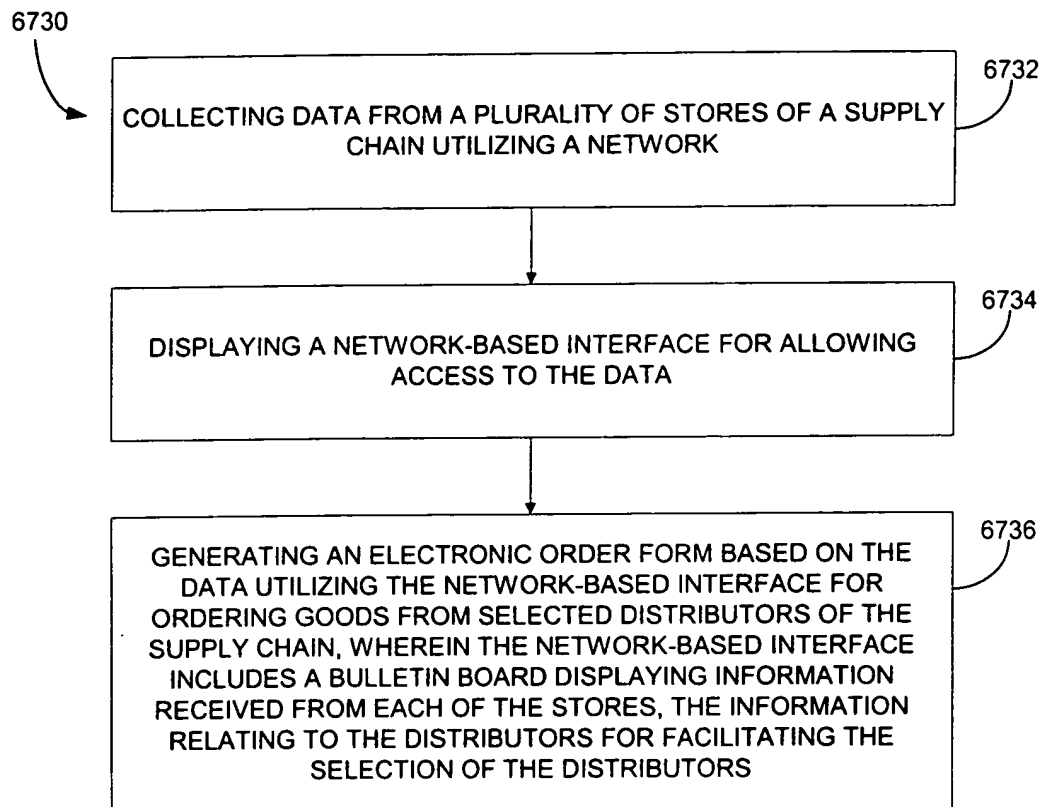 6730
6732
COLLECTING DATA FROM A PLURALITY OF STORES OF A SUPPLY
CHAIN UTILIZING A NETWORK
6734
DISPLAYING A NETWORK-BASED INTERFACE FOR ALLOWING
ACCESS TO THE DATA
6736
GENERATING AN ELECTRONIC ORDER FORM BASED ON THE
DATA UTILIZING THE NETWORK-BASED INTERFACE FOR
ORDERING GOODS FROM SELECTED DISTRIBUTORS OF THE
SUPPLY CHAIN, WHEREIN THE NETWORK-BASED INTERFACE
INCLUDES A BULLETIN BOARD DISPLAYING INFORMATION
RECEIVED FROM EACH OF THE STORES, THE INFORMATION
RELATING TO THE DISTRIBUTORS FOR FACILITATING THE
SELECTION OF THE DISTRIBUTORS